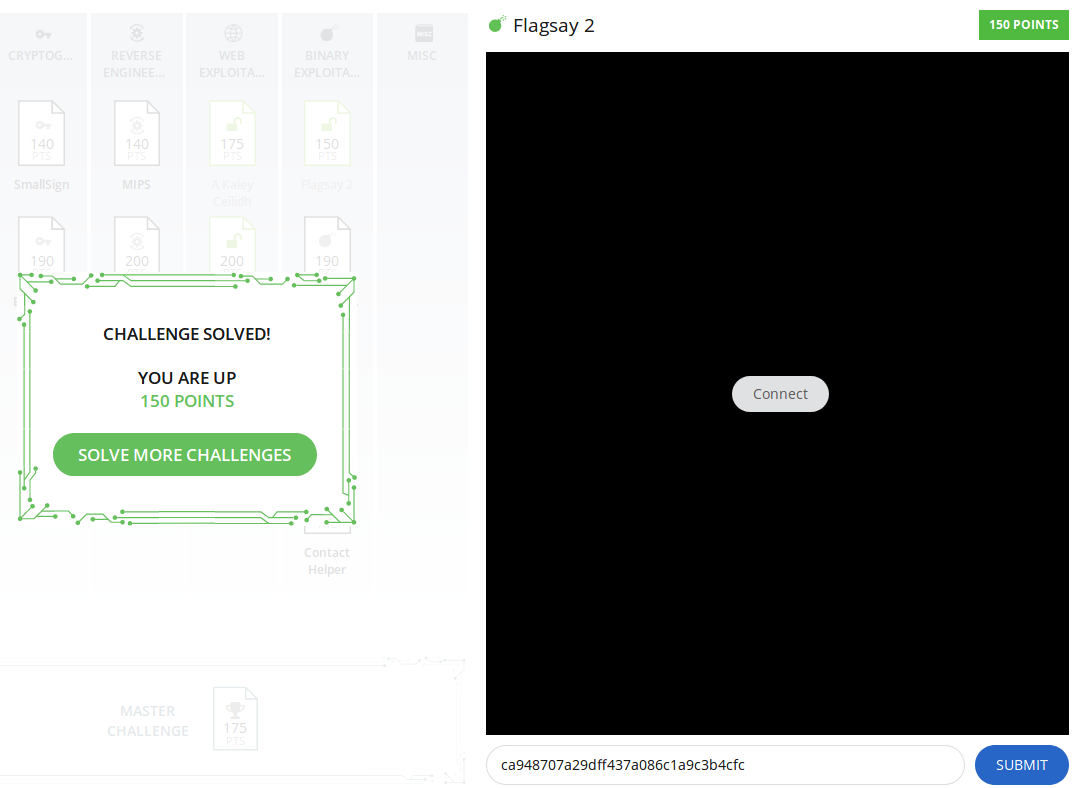 CRYPTOG...
REVERSE
ENGINEE...
WEB
EXPLOITA...
BINARY
EXPLOITA...
MISC
MISC
140
PTS
SmallSign
140
PTS
MIPS
175
PTS
A Kaley
Ceilidh
150
PTS
Flagsay 2
190
200
200
190
CHALLENGE SOLVED!
YOU ARE UP
150 POINTS
SOLVE MORE CHALLENGES
Contact
Helper
MASTER
CHALLENGE
175
PTS
Flagsay 2
150 POINTS
Connect
ca948707a29dff437a086c1a9c3b4cfc
SUBMIT